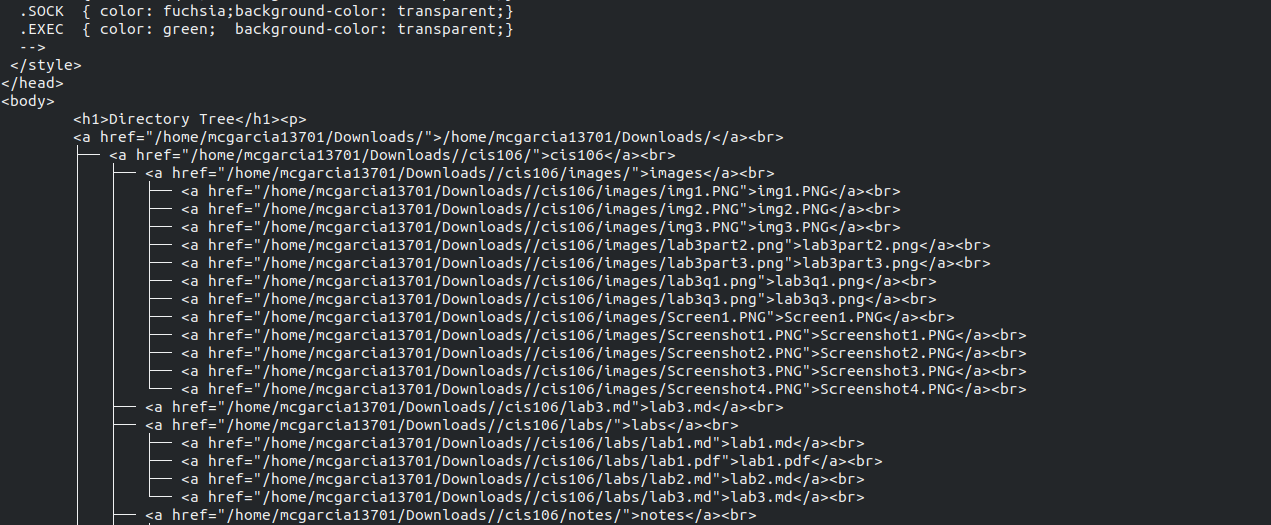 .SOCK  { color: fuchsia;background-color: transparent;}
.EXEC  { color: green;  background-color: transparent;}
-->
</style>
</head>
<body>
<h1>Directory Tree</h1><p>
<a href="/home/mcgarcia13701/Downloads/">/home/mcgarcia13701/Downloads/</a><br>
├── <a href="/home/mcgarcia13701/Downloads//cis106/">cis106</a><br>
│   ├── <a href="/home/mcgarcia13701/Downloads//cis106/images/">images</a><br>
│   │   ├── <a href="/home/mcgarcia13701/Downloads//cis106/images/img1.PNG">img1.PNG</a><br>
│   │   ├── <a href="/home/mcgarcia13701/Downloads//cis106/images/img2.PNG">img2.PNG</a><br>
│   │   ├── <a href="/home/mcgarcia13701/Downloads//cis106/images/img3.PNG">img3.PNG</a><br>
│   │   ├── <a href="/home/mcgarcia13701/Downloads//cis106/images/lab3part2.png">lab3part2.png</a><br>
│   │   ├── <a href="/home/mcgarcia13701/Downloads//cis106/images/lab3part3.png">lab3part3.png</a><br>
│   │   ├── <a href="/home/mcgarcia13701/Downloads//cis106/images/lab3q1.png">lab3q1.png</a><br>
│   │   ├── <a href="/home/mcgarcia13701/Downloads//cis106/images/lab3q3.png">lab3q3.png</a><br>
│   │   ├── <a href="/home/mcgarcia13701/Downloads//cis106/images/Screen1.PNG">Screen1.PNG</a><br>
│   │   ├── <a href="/home/mcgarcia13701/Downloads//cis106/images/Screenshot1.PNG">Screenshot1.PNG</a><br>
│   │   ├── <a href="/home/mcgarcia13701/Downloads//cis106/images/Screenshot2.PNG">Screenshot2.PNG</a><br>
│   │   ├── <a href="/home/mcgarcia13701/Downloads//cis106/images/Screenshot3.PNG">Screenshot3.PNG</a><br>
│   │   └── <a href="/home/mcgarcia13701/Downloads//cis106/images/Screenshot4.PNG">Screenshot4.PNG</a><br>
│   ├── <a href="/home/mcgarcia13701/Downloads//cis106/lab3.md">lab3.md</a><br>
│   ├── <a href="/home/mcgarcia13701/Downloads//cis106/labs/">labs</a><br>
│   │   ├── <a href="/home/mcgarcia13701/Downloads//cis106/labs/lab1.md">lab1.md</a><br>
│   │   ├── <a href="/home/mcgarcia13701/Downloads//cis106/labs/lab1.pdf">lab1.pdf</a><br>
│   │   ├── <a href="/home/mcgarcia13701/Downloads//cis106/labs/lab2.md">lab2.md</a><br>
│   │   └── <a href="/home/mcgarcia13701/Downloads//cis106/labs/lab3.md">lab3.md</a><br>
│   ├── <a href="/home/mcgarcia13701/Downloads//cis106/notes/">notes</a><br>